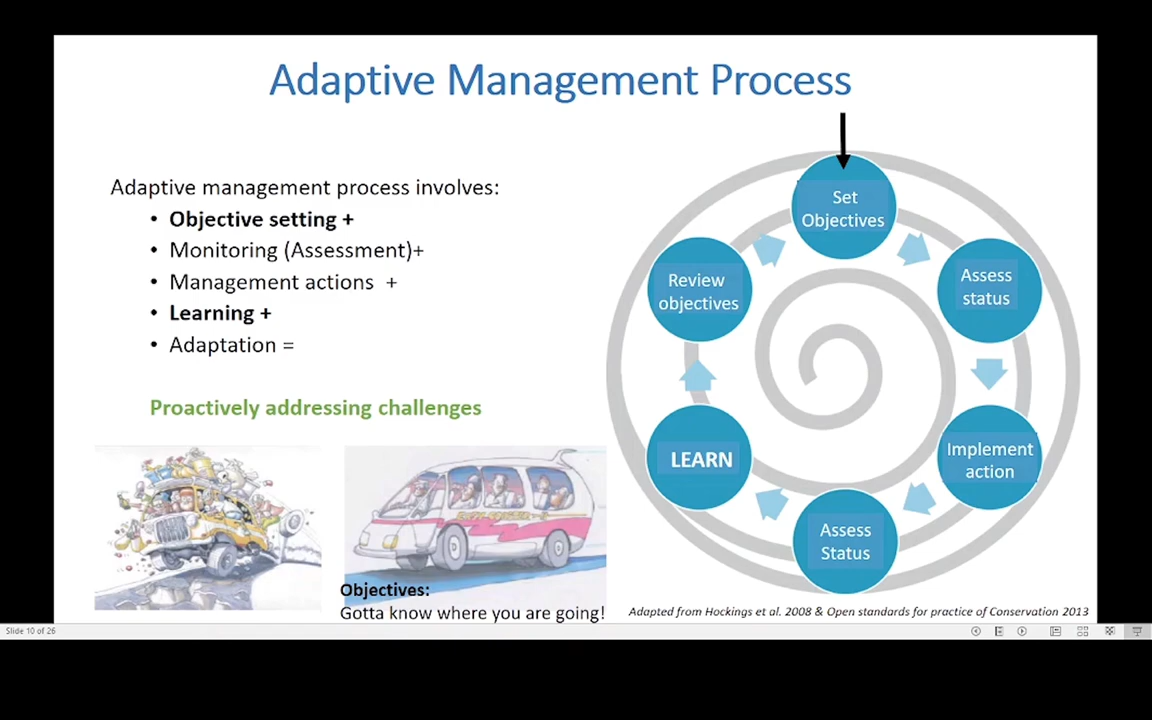 Adaptive Management Process
Adaptive management process involves:
• Objective setting +
• Monitoring (Assessment)+
• Management actions +
• Learning +
• Adaptation =
Proactively addressing challenges
Objectives:
Gotta know where you are going!
Set
Objectives
Assess
status
Implement
action
Assess
Status
LEARN
Review
objectives
Adapted from Hockings et al. 2008 & Open standards for practice of Conservation 2013
Slide 10 of 26